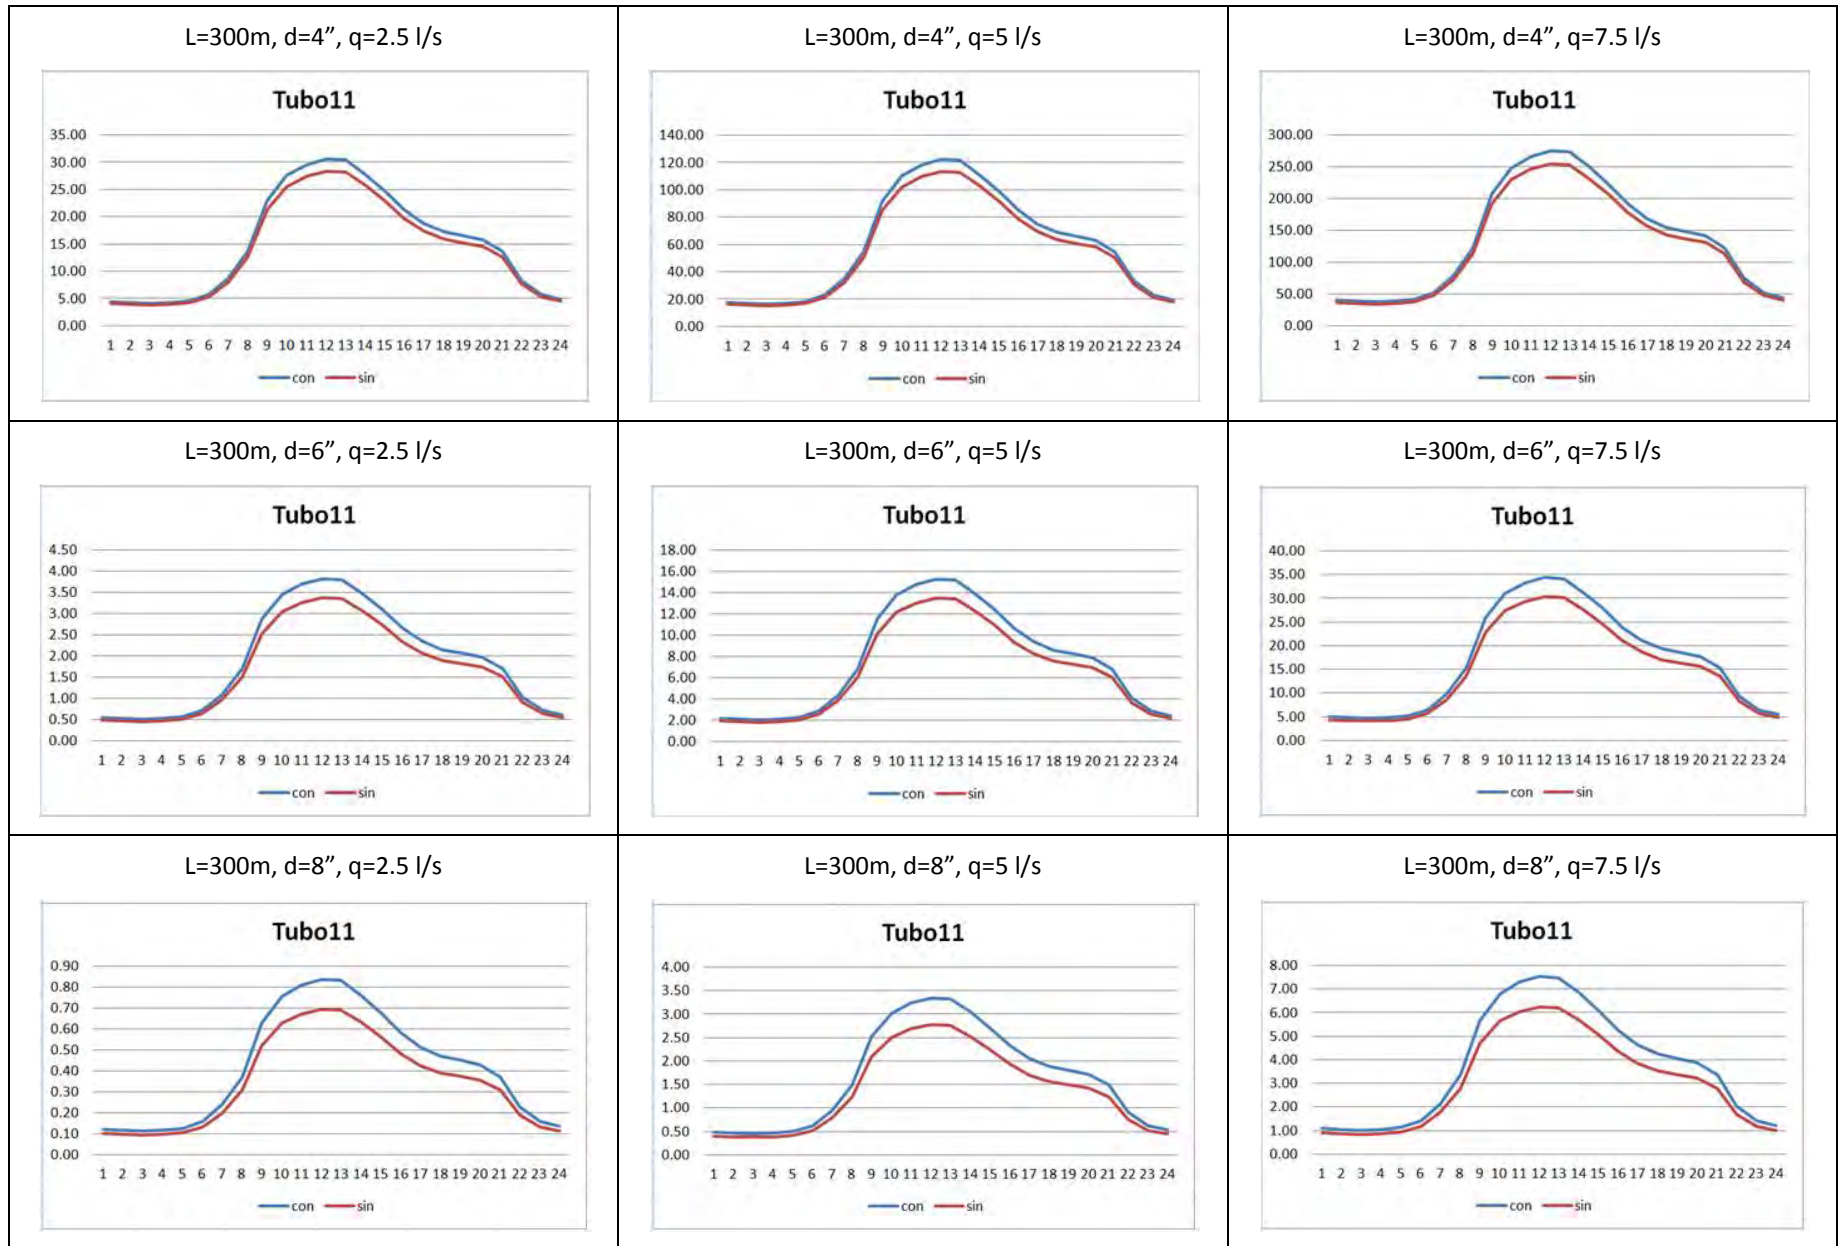 L=300m, d=4”, q=2.5 l/s
Tubo11
35.00
30.00
25.00
20.00
15.00
10.00
5.00
0.00
1 2 3 4 5 6 7 8 9 10 11 12 13 14 15 16 17 18 19 20 21 22 23 24
con sin
L=300m, d=4”, q=5 l/s
Tubo11
140.00
120.00
100.00
80.00
60.00
40.00
20.00
0.00
1 2 3 4 5 6 7 8 9 10 11 12 13 14 15 16 17 18 19 20 21 22 23 24
con sin
L=300m, d=4”, q=7.5 l/s
Tubo11
300.00
250.00
200.00
150.00
100.00
50.00
0.00
1 2 3 4 5 6 7 8 9 10 11 12 13 14 15 16 17 18 19 20 21 22 23 24
con sin
L=300m, d=6”, q=2.5 l/s
Tubo11
4.50
4.00
3.50
3.00
2.50
2.00
1.50
1.00
0.50
0.00
1 2 3 4 5 6 7 8 9 10 11 12 13 14 15 16 17 18 19 20 21 22 23 24
con sin
L=300m, d=6”, q=5 l/s
Tubo11
18.00
16.00
14.00
12.00
10.00
8.00
6.00
4.00
2.00
0.00
1 2 3 4 5 6 7 8 9 10 11 12 13 14 15 16 17 18 19 20 21 22 23 24
con sin
L=300m, d=6”, q=7.5 l/s
Tubo11
40.00
35.00
30.00
25.00
20.00
15.00
10.00
5.00
0.00
1 2 3 4 5 6 7 8 9 10 11 12 13 14 15 16 17 18 19 20 21 22 23 24
con sin
L=300m, d=8”, q=2.5 l/s
Tubo11
0.90
0.80
0.70
0.60
0.50
0.40
0.30
0.20
0.10
0.00
1 2 3 4 5 6 7 8 9 10 11 12 13 14 15 16 17 18 19 20 21 22 23 24
con sin
L=300m, d=8”, q=5 l/s
Tubo11
4.00
3.50
3.00
2.50
2.00
1.50
1.00
0.50
0.00
1 2 3 4 5 6 7 8 9 10 11 12 13 14 15 16 17 18 19 20 21 22 23 24
con sin
L=300m, d=8”, q=7.5 l/s
Tubo11
8.00
7.00
6.00
5.00
4.00
3.00
2.00
1.00
0.00
1 2 3 4 5 6 7 8 9 10 11 12 13 14 15 16 17 18 19 20 21 22 23 24
con sin